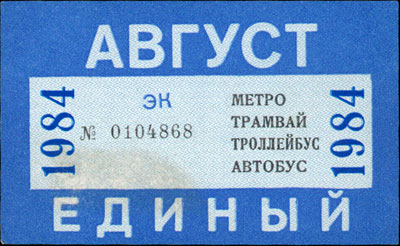 АВГУСТ
1984
ЭК
№ 0104868
МЕТРО
ТРАМВАЙ
ТРОЛЛЕЙБУС
АВТОБУС
1984
ЕДИНЫЙ